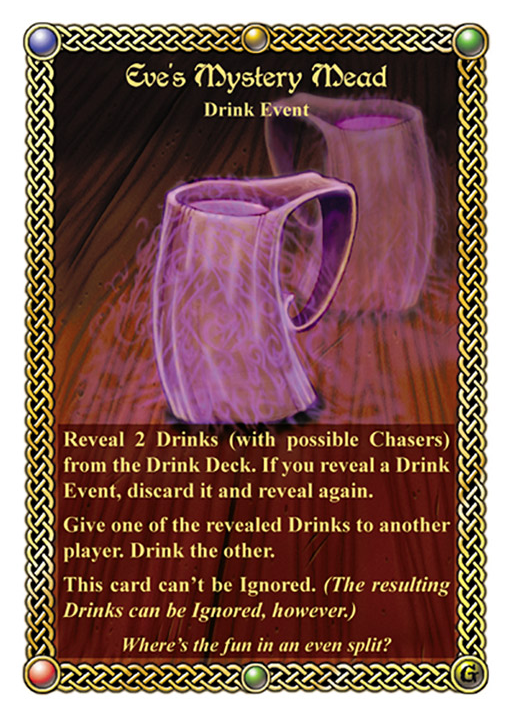 Eve's Mystery Mead
Drink Event
Reveal 2 Drinks (with possible Chasers)
from the Drink Deck. If you reveal a Drink
Event, discard it and reveal again.
Give one of the revealed Drinks to another
player. Drink the other.
This card can't be Ignored. (The resulting
Drinks can be Ignored, however.)
Where's the fun in an even split?
G